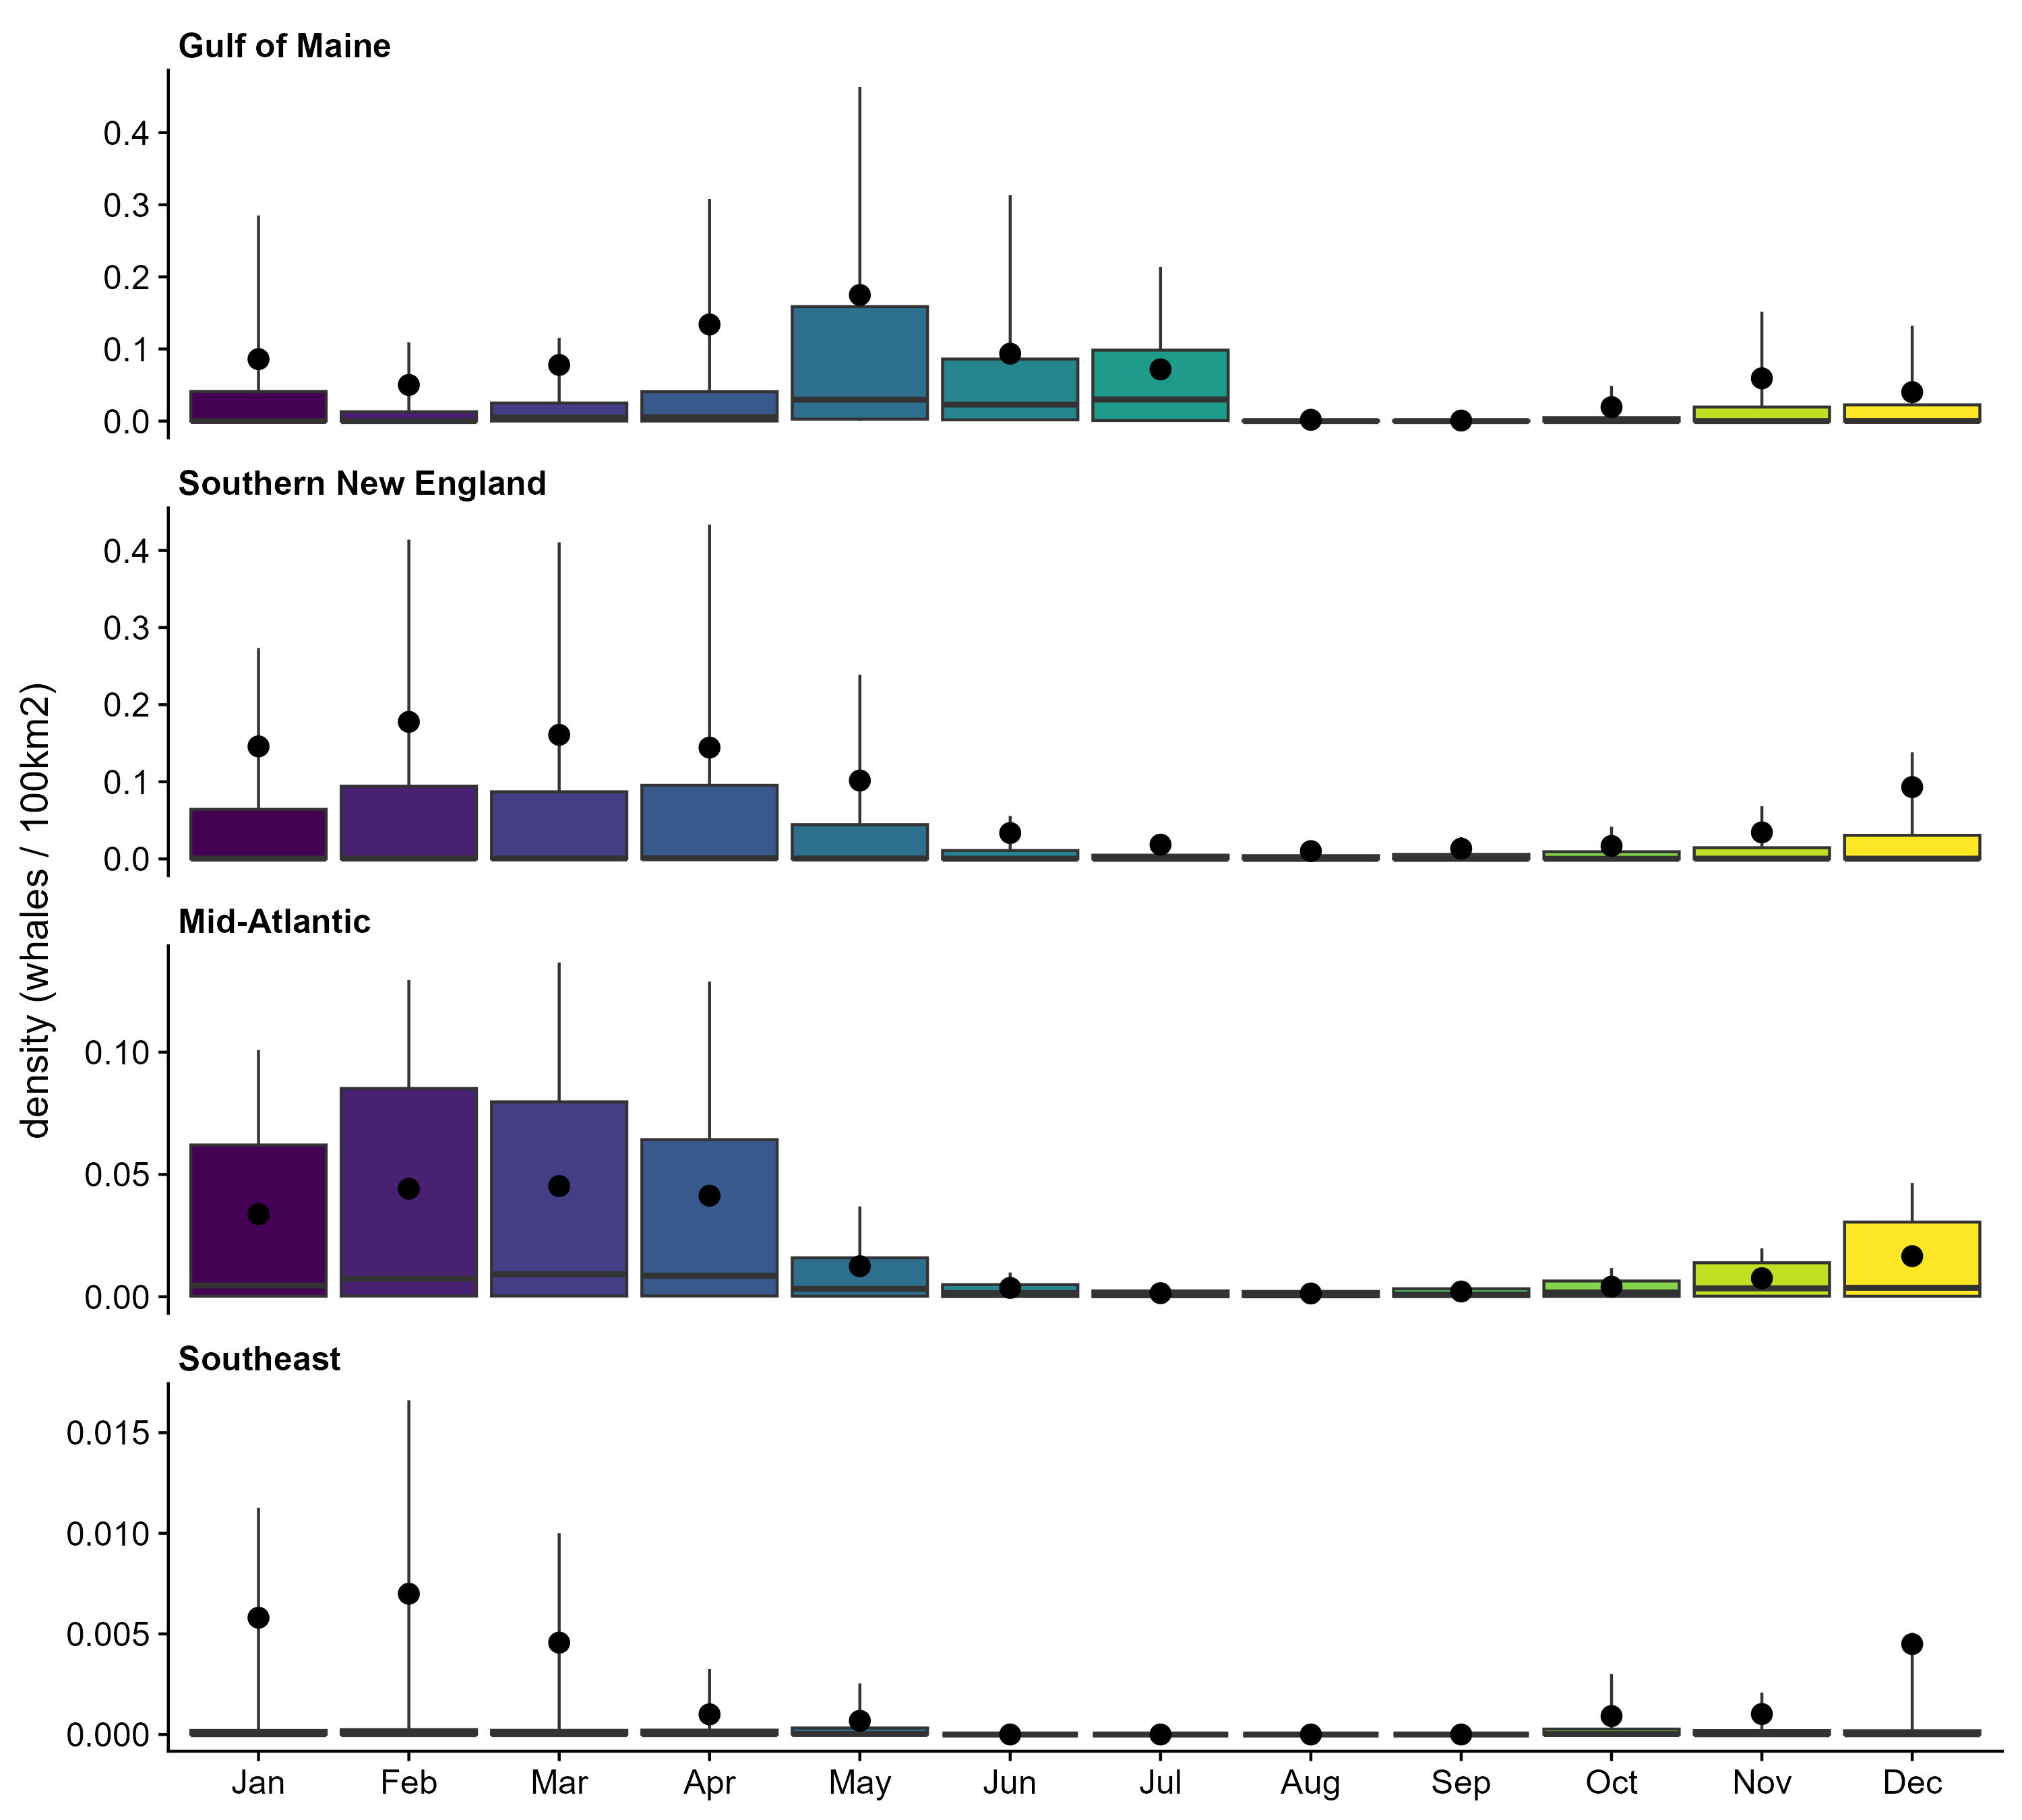 Gulf of Maine
0.4
0.3
0.2
0.1
0.0
Southern New England
0.4
0.3
0.2
0.1
0.0
density (whales / 100km2)
Mid-Atlantic
0.10
0.05
0.00
Southeast
0.015
0.010
0.005
0.000
Jan Feb Mar Apr May Jun Jul Aug Sep Oct Nov Dec